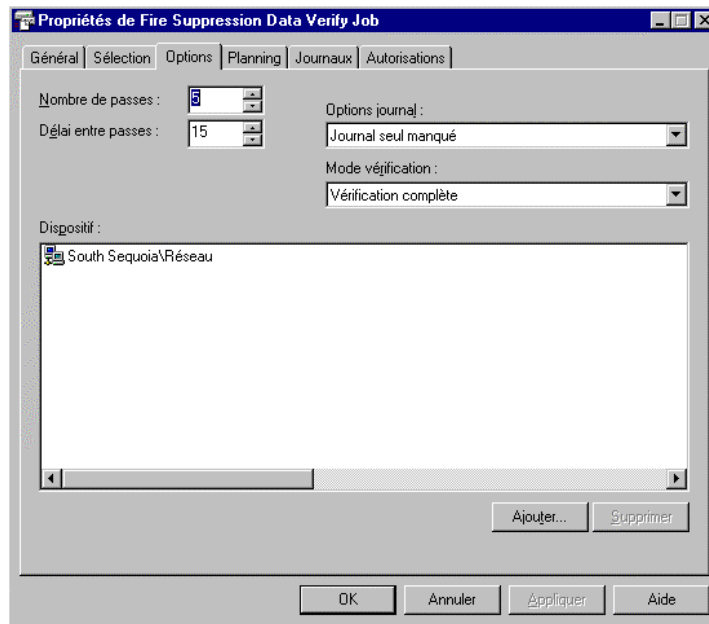 Propriétés de Fire Suppression Data Verify Job
Général Sélection Options Planning Journaux Autorisations
Nombre de passes : 5
Délai entre passes : 15
Options journal :
Journal seul manqué
Mode vérification :
Vérification complète
Dispositif :
South Sequoia\Réseau
Ajouter... Supprimer
OK Annuler Appliquer Aide